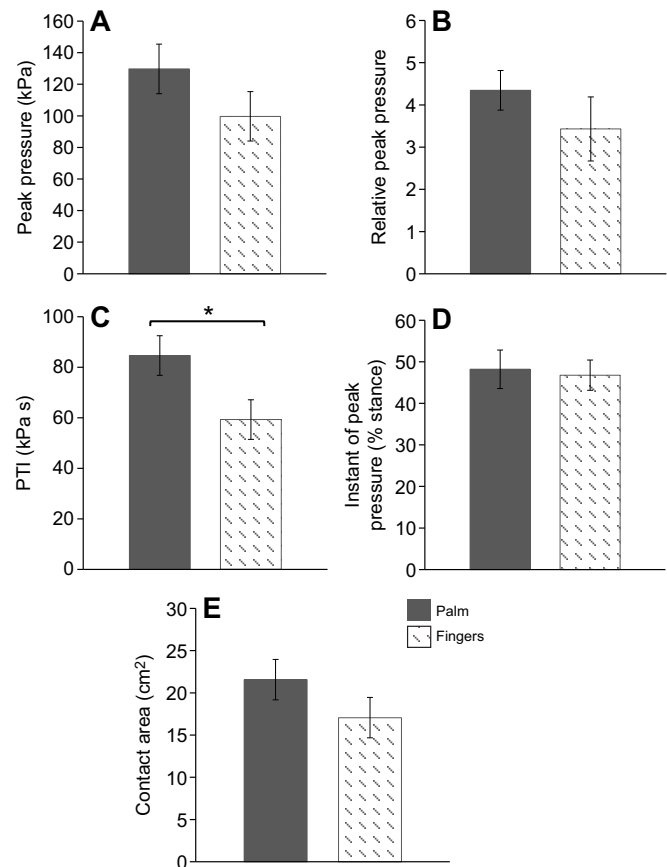 A
Peak pressure (kPa)
160
140
120
100
80
60
40
20
0
B
Relative peak pressure
6
5
4
3
2
1
0
C
PTI (kPa s)
100
80
60
40
20
0
*
D
Instant of peak
pressure (% stance)
60
50
40
30
20
10
0
E
Contact area (cm²)
30
25
20
15
10
5
0
Palm
Fingers